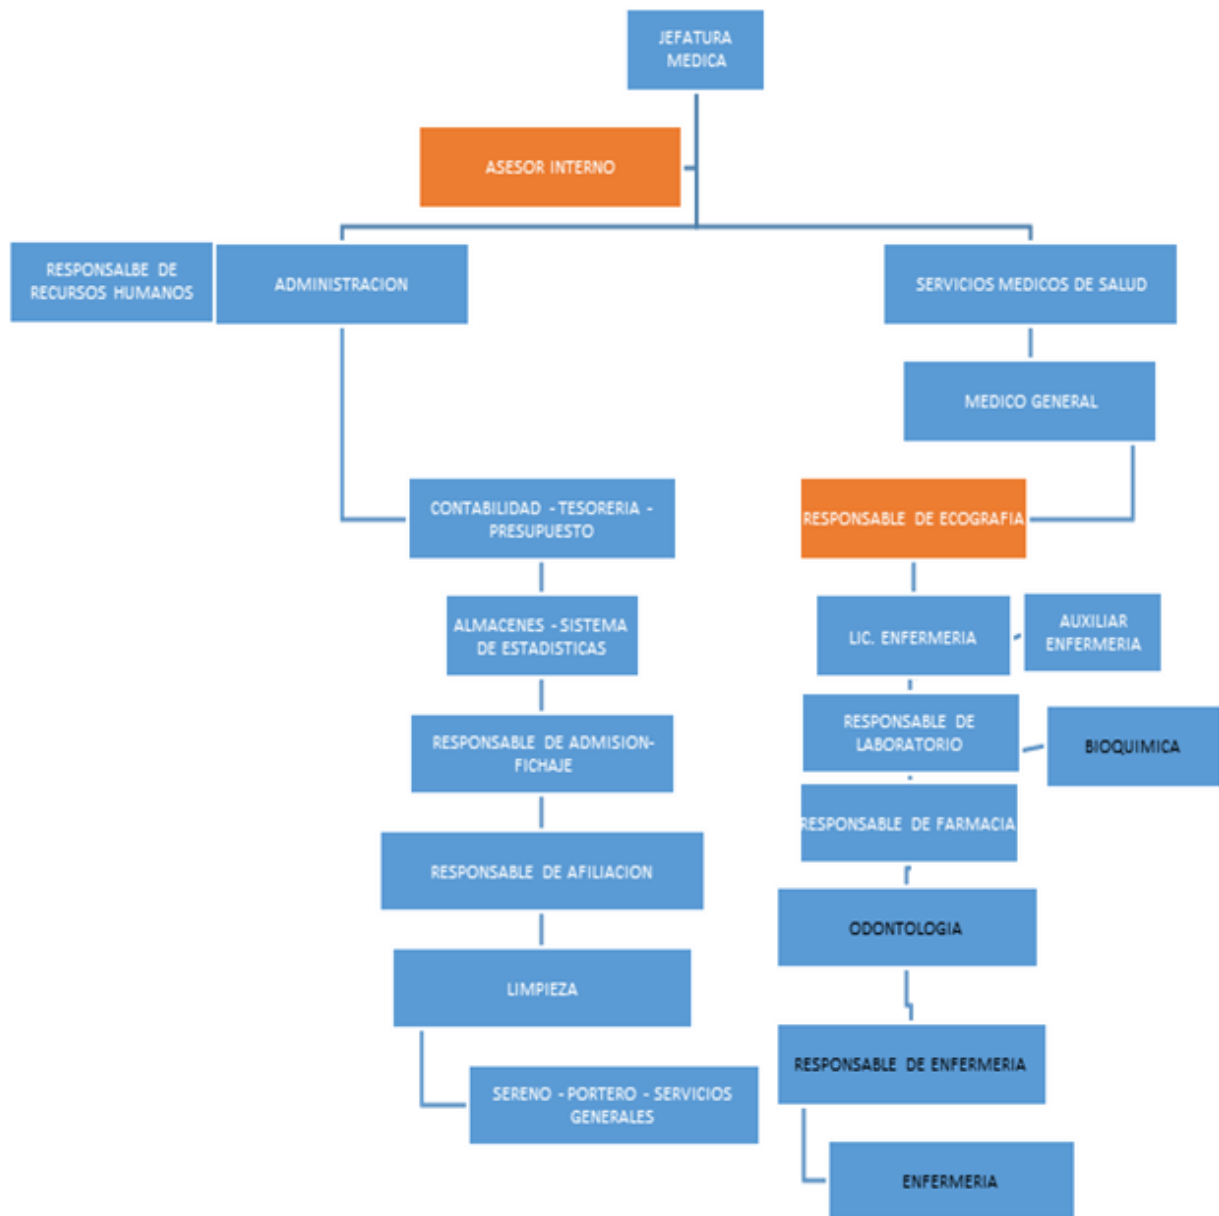 JEFATURA
MEDICA
ASESOR INTERNO
RESPONSALBE DE
RECURSOS HUMANOS
ADMINISTRACION
SERVICIOS MEDICOS DE SALUD
MEDICO GENERAL
CONTABILIDAD - TESORERIA -
PRESUPUESTO
RESPONSABLE DE ECOGRAFIA
ALMACENES - SISTEMA
DE ESTADISTICAS
LIC. ENFERMERIA
AUXILIAR
ENFERMERIA
RESPONSABLE DE ADMISION-
FICHAJE
RESPONSABLE DE
LABORATORIO
BIOQUIMICA
RESPONSABLE DE FARMACIA
RESPONSABLE DE AFILIACION
ODONTOLOGIA
LIMPIEZA
RESPONSABLE DE ENFERMERIA
SERENO - PORTERO - SERVICIOS
GENERALES
ENFERMERIA